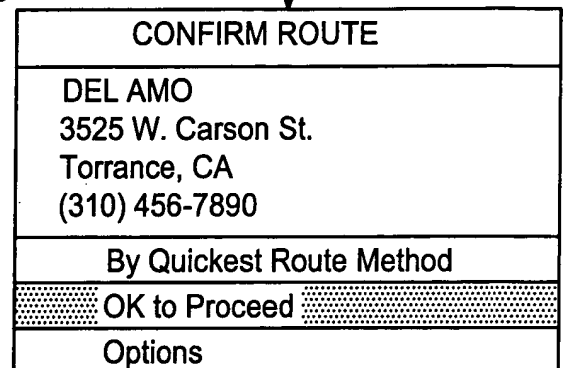 CONFIRM ROUTE
DEL AMO
3525 W. Carson St.
Torrance, CA
(310) 456-7890
By Quickest Route Method
OK to Proceed
Options